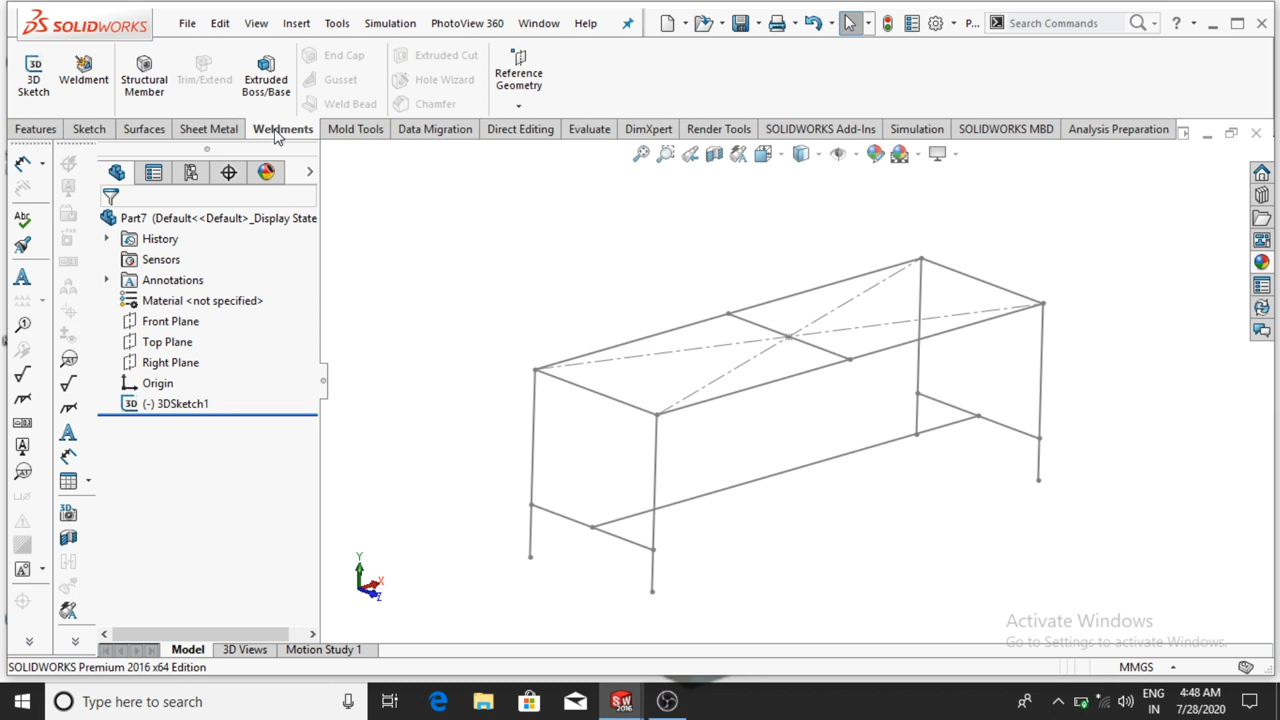 SOLIDWORKS File Edit View Insert Tools Simulation PhotoView 360 Window Help P... Search Commands ?
3D Sketch
Weldment
Structural Member
Trim/Extend
Extruded Boss/Base
End Cap
Gusset
Weld Bead
Extruded Cut
Hole Wizard
Chamfer
Reference Geometry
Features Sketch Surfaces Sheet Metal Weldments Mold Tools Data Migration Direct Editing Evaluate DimXpert Render Tools SOLIDWORKS Add-Ins Simulation SOLIDWORKS MBD Analysis Preparation
Part7 (Default<<Default>_Display State
History
Sensors
Annotations
Material <not specified>
Front Plane
Top Plane
Right Plane
Origin
3D (-) 3DSketch1
Y
X
Z
Activate Windows
Go to Settings to activate Windows.
Model 3D Views Motion Study 1
SOLIDWORKS Premium 2016 x64 Edition MMGS
Type here to search
SW 2016
ENG
IN
4:48 AM
7/28/2020